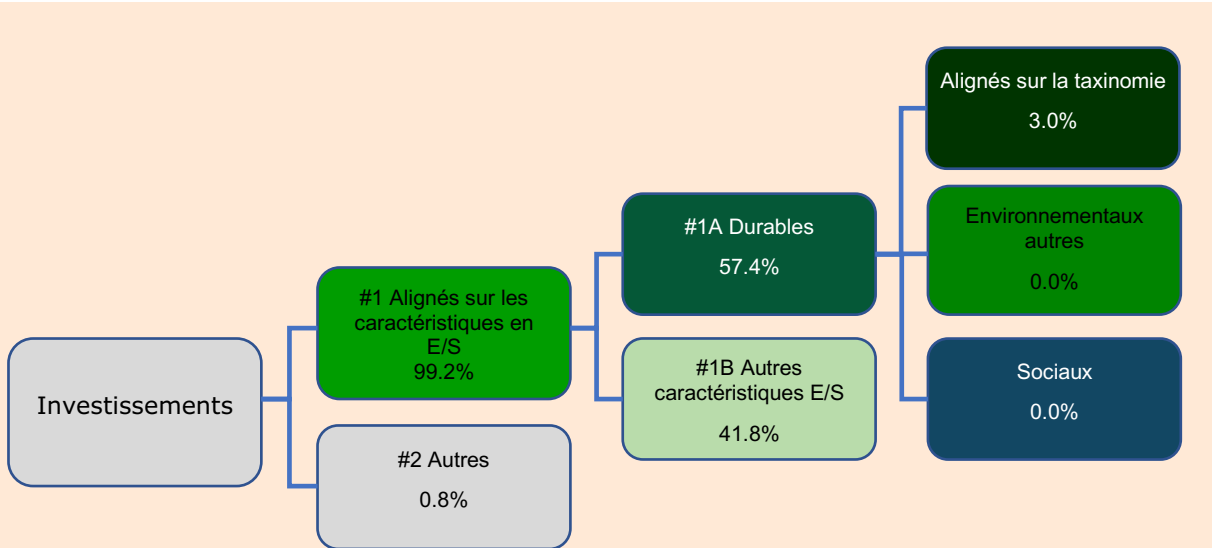 Investissements
#1 Alignés sur les
caractéristiques en
E/S
99.2%
#2 Autres
0.8%
#1A Durables
57.4%
#1B Autres
caractéristiques E/S
41.8%
Alignés sur la taxinomie
3.0%
Environnementaux
autres
0.0%
Sociaux
0.0%